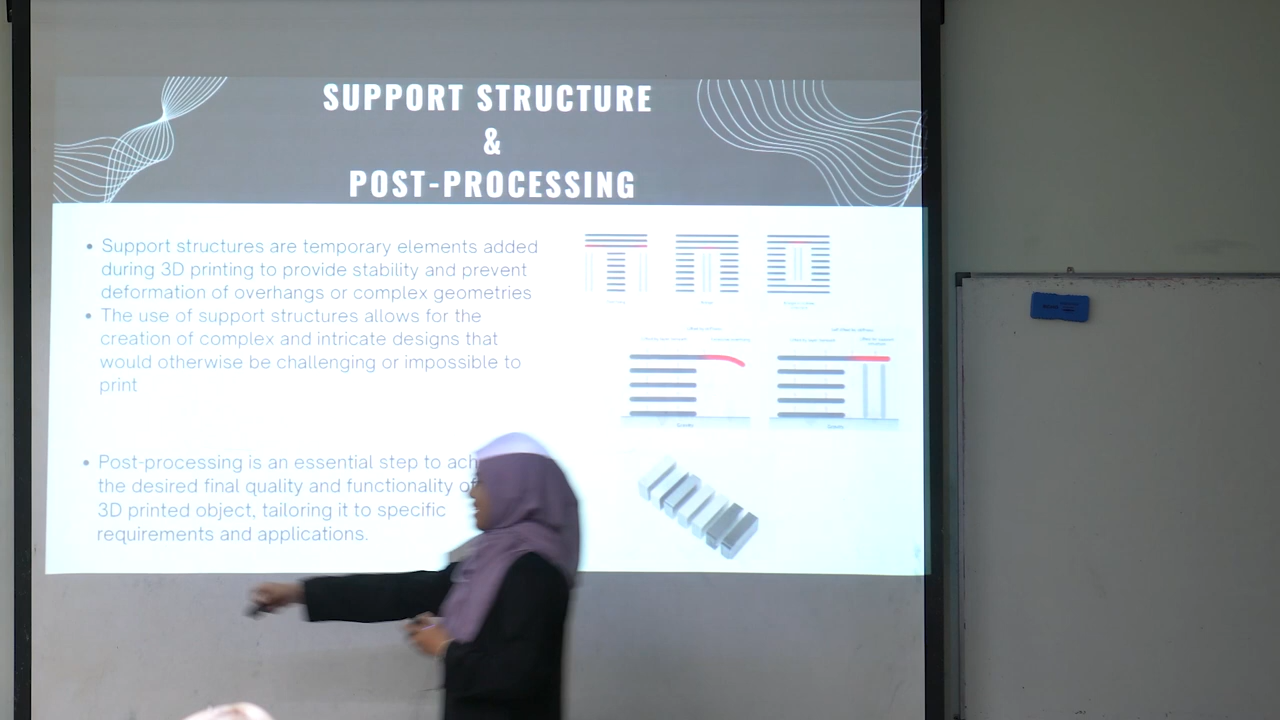 SUPPORT STRUCTURE
&
POST-PROCESSING
• Support structures are temporary elements added
during 3D printing to provide stability and prevent
deformation of overhangs or complex geometries
• The use of support structures allows for the
creation of complex and intricate designs that
would otherwise be challenging or impossible to
print
• Post-processing is an essential step to ach
the desired final quality and functionality of
3D printed object, tailoring it to specific
requirements and applications.